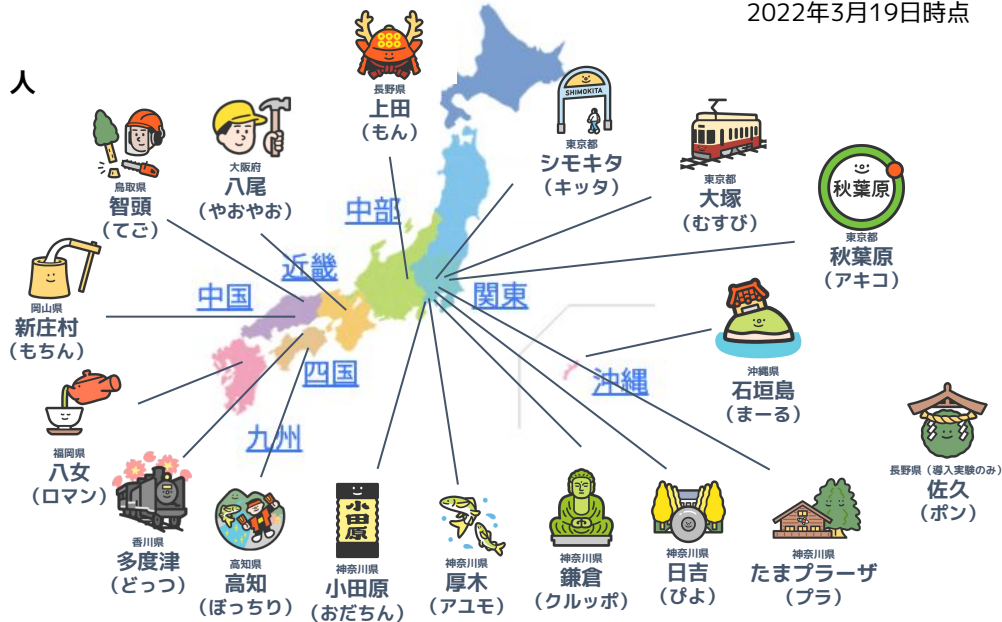 2022年3月19日時点
人
長野県
上田
（もん）
SHIMOKITA
東京都
シモキタ
（キッタ）
東京都
大塚
（むすび）
秋葉原
東京都
秋葉原
（アキコ）
鳥取県
智頭
（てご）
大阪府
八尾
（やおやお）
中部
近畿
中国
関東
四国
沖縄
九州
岡山県
新庄村
（もちん）
沖縄県
石垣島
（まーる）
福岡県
八女
（ロマン）
長野県（導入実験のみ）
佐久
（ポン）
香川県
多度津
（どっつ）
高知県
高知
（ぼっちり）
小田原
神奈川県
小田原
（おだちん）
神奈川県
厚木
（アユモ）
神奈川県
鎌倉
（クルッポ）
神奈川県
日吉
（ぴよ）
神奈川県
たまプラーザ
（プラ）